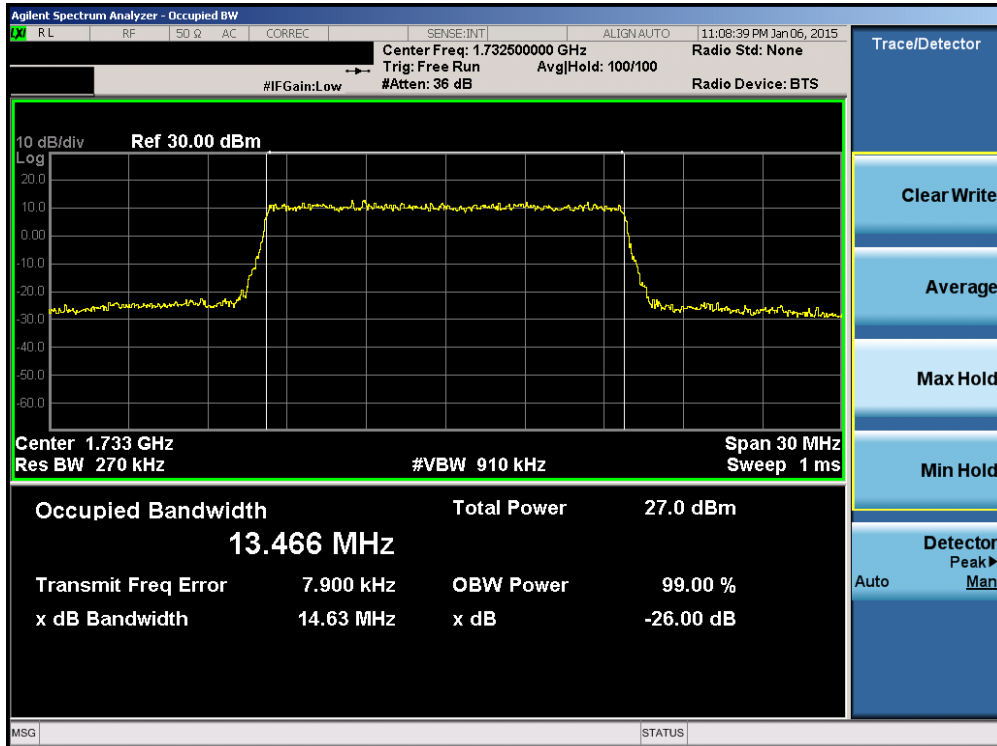 Agilent Spectrum Analyzer - Occupied BW
LXI RL RF 50 Ω AC CORREC SENSE:INT ALIGNAUTO 11:08:39 PM Jan 06, 2015
Center Freq: 1.732500000 GHz Radio Std: None
Trig: Free Run Avg|Hold: 100/100
#IFGain:Low #Atten: 36 dB Radio Device: BTS
10 dB/div Ref 30.00 dBm
Log
20.0
10.0
0.00
-10.0
-20.0
-30.0
-40.0
-50.0
-60.0
Center 1.733 GHz Span 30 MHz
Res BW 270 kHz #VBW 910 kHz Sweep 1 ms
Occupied Bandwidth Total Power 27.0 dBm
13.466 MHz
Transmit Freq Error 7.900 kHz OBW Power 99.00 %
x dB Bandwidth 14.63 MHz x dB -26.00 dB
MSG STATUS
Trace/Detector
Clear Write
Average
Max Hold
Min Hold
Detector
Peak▶
Auto Man